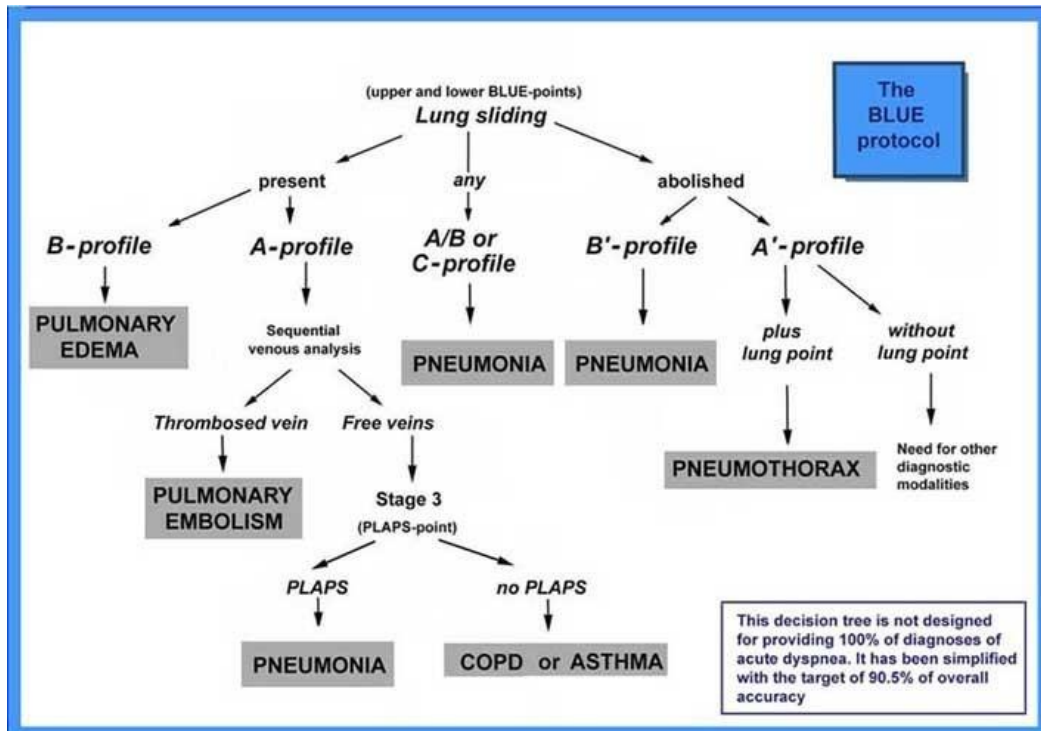 The
BLUE
protocol
(upper and lower BLUE-points)
Lung sliding
present
any
abolished
B-profile
A-profile
A/B or
C-profile
B'-profile
A'-profile
PULMONARY
EDEMA
Sequential
venous analysis
PNEUMONIA
PNEUMONIA
plus
lung point
without
lung point
Thrombosed vein
Free veins
PULMONARY
EMBOLISM
Stage 3
(PLAPS-point)
PNEUMOTHORAX
Need for other
diagnostic
modalities
PLAPS
no PLAPS
PNEUMONIA
COPD or ASTHMA
This decision tree is not designed
for providing 100% of diagnoses of
acute dyspnea. It has been simplified
with the target of 90.5% of overall
accuracy